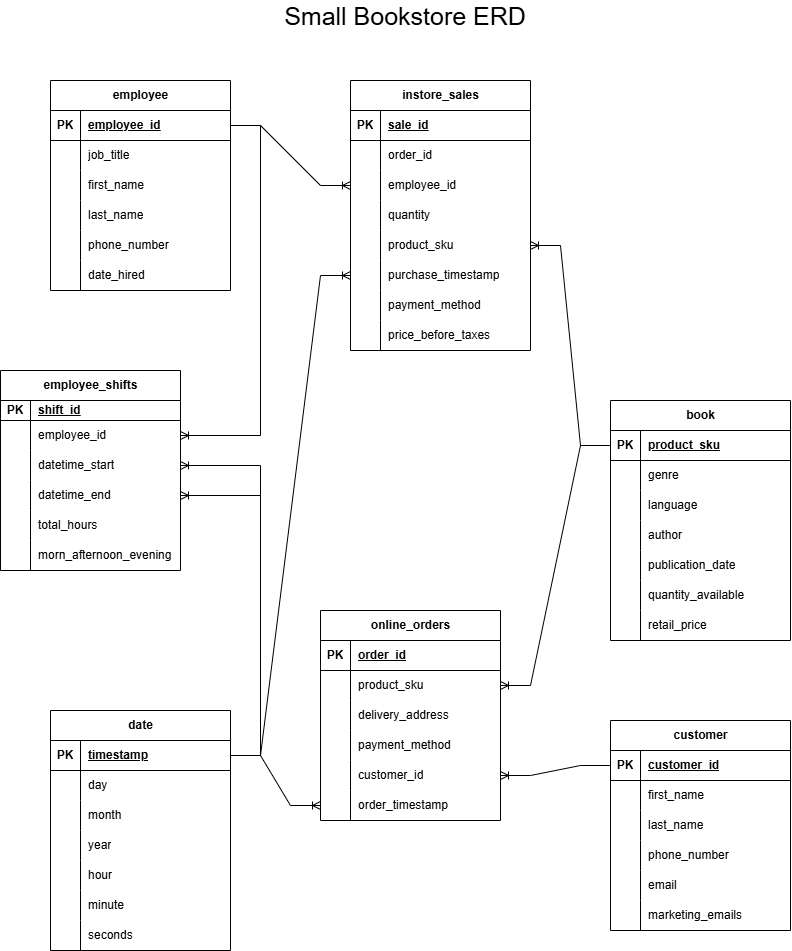 Small Bookstore ERD
employee
PK employee_id
job_title
first_name
last_name
phone_number
date_hired
instore_sales
PK sale_id
order_id
employee_id
quantity
product_sku
purchase_timestamp
payment_method
price_before_taxes
employee_shifts
PK shift_id
employee_id
datetime_start
datetime_end
total_hours
morn_afternoon_evening
book
PK product_sku
genre
language
author
publication_date
quantity_available
retail_price
online_orders
PK order_id
product_sku
delivery_address
payment_method
customer_id
order_timestamp
date
PK timestamp
day
month
year
hour
minute
seconds
customer
PK customer_id
first_name
last_name
phone_number
email
marketing_emails